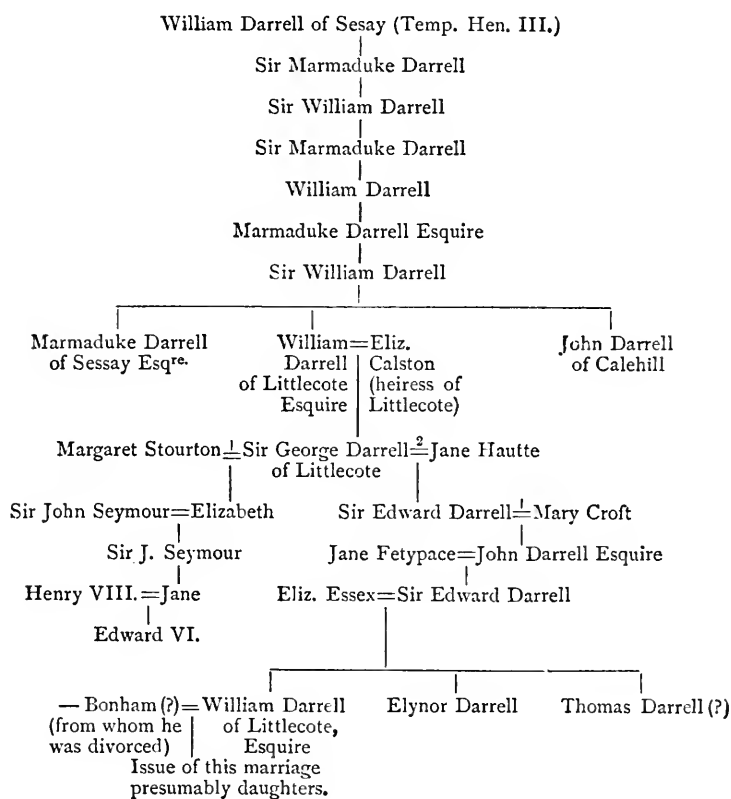 William Darrell of Sesay (Temp. Hen. III.)
Sir Marmaduke Darrell
Sir William Darrell
Sir Marmaduke Darrell
William Darrell
Marmaduke Darrell Esquire
Sir William Darrell
Marmaduke Darrell
of Sessay Esqre.
William=Eliz.
Darrell Calston
of Littlecote (heiress of
Esquire Littlecote)
John Darrell
of Calehill
Margaret Stourton 1= Sir George Darrell 2= Jane Hautte
of Littlecote
Sir John Seymour=Elizabeth
Sir Edward Darrell 1= Mary Croft
Sir J. Seymour
Jane Fetypace=John Darrell Esquire
Henry VIII.=Jane
Eliz. Essex=Sir Edward Darrell
Edward VI.
— Bonham (?)=William Darrell
(from whom he of Littlecote,
was divorced) Esquire
Issue of this marriage
presumably daughters.
Elynor Darrell
Thomas Darrell (?)